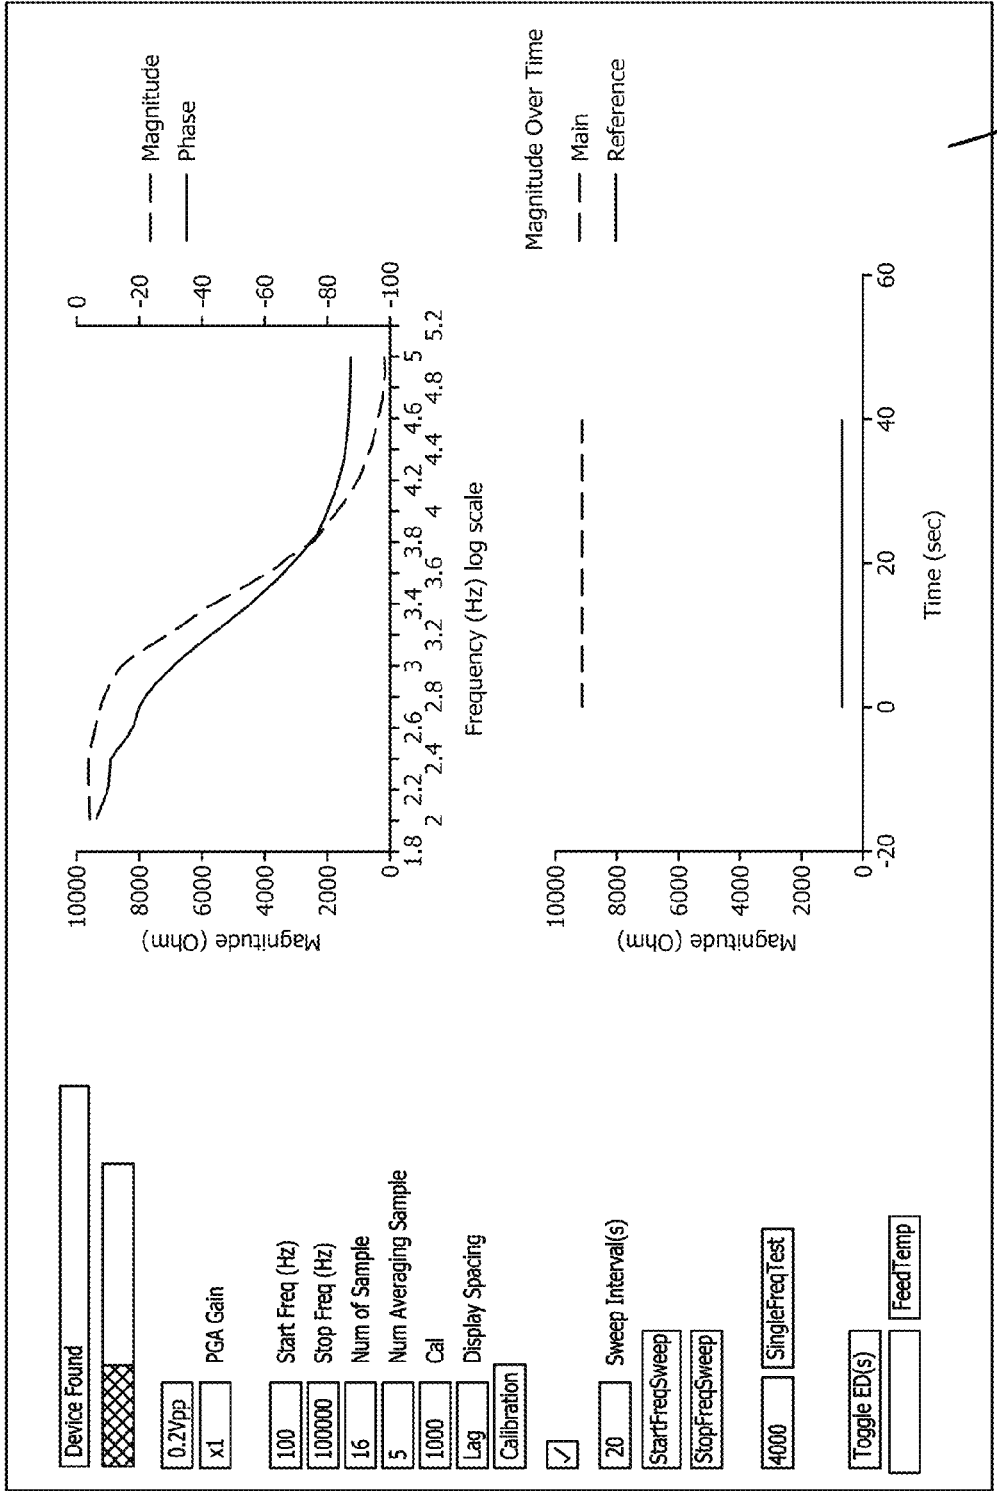 Device Found
0.2Vpp
x1 PGA Gain
100 Start Freq (Hz)
100000 Stop Freq (Hz)
16 Num of Sample
5 Num Averaging Sample
1000 Cal
Lag Display Spacing
Calibration
✓
20 Sweep Interval(s)
StartFreqSweep
StopFreqSweep
4000 SingleFreqTest
Toggle ED(s)
FeedTemp
Magnitude (Ohm)
10000
8000
6000
4000
2000
0
0
-20
-40
-60
-80
-100
1.8 2 2.2 2.4 2.6 2.8 3 3.2 3.4 3.6 3.8 4 4.2 4.4 4.6 4.8 5 5.2
Frequency (Hz) log scale
Magnitude
Phase
Magnitude Over Time
Main
Reference
Magnitude (Ohm)
10000
8000
6000
4000
2000
0
-20 0 20 40 60
Time (sec)